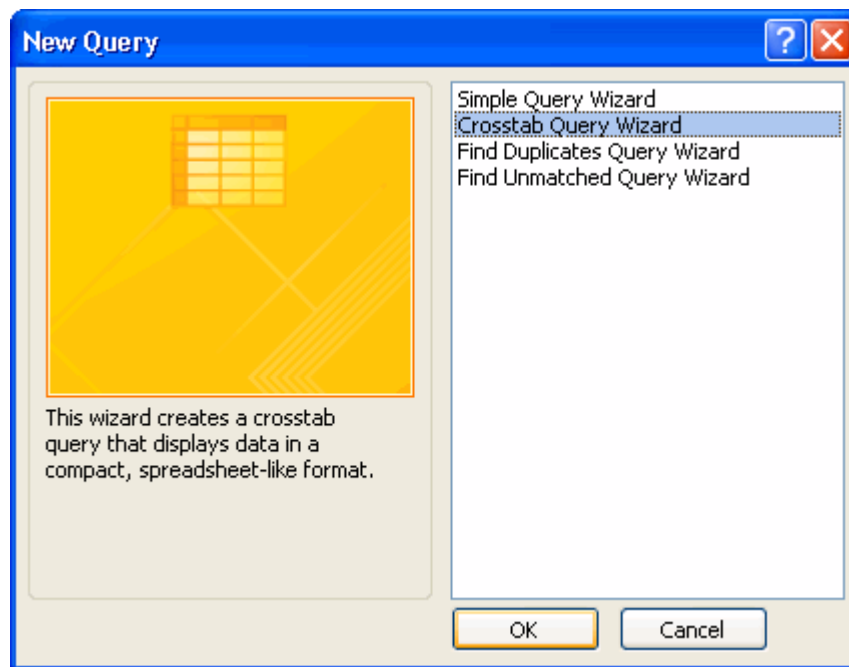 New Query
Simple Query Wizard
Crosstab Query Wizard
Find Duplicates Query Wizard
Find Unmatched Query Wizard
This wizard creates a crosstab
query that displays data in a
compact, spreadsheet-like format.
OK
Cancel